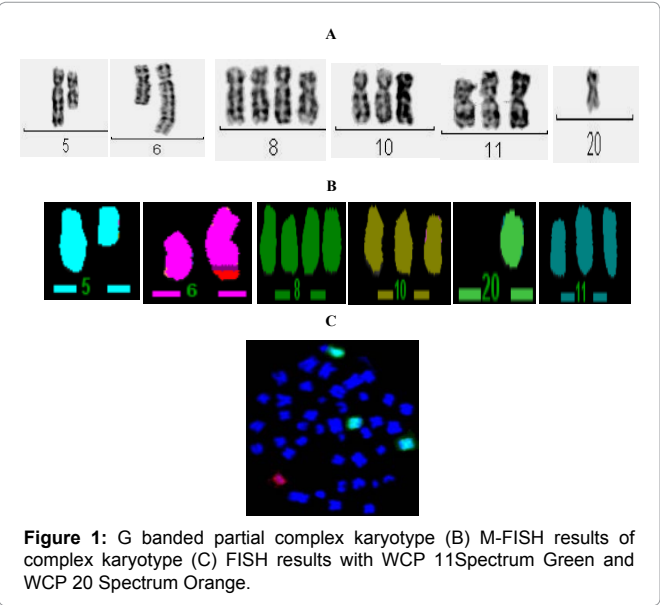 A
5 6 8 10 11 20
B
5 6 8 10 20 11
C
Figure 1: G banded partial complex karyotype (B) M-FISH results of
complex karyotype (C) FISH results with WCP 11Spectrum Green and
WCP 20 Spectrum Orange.